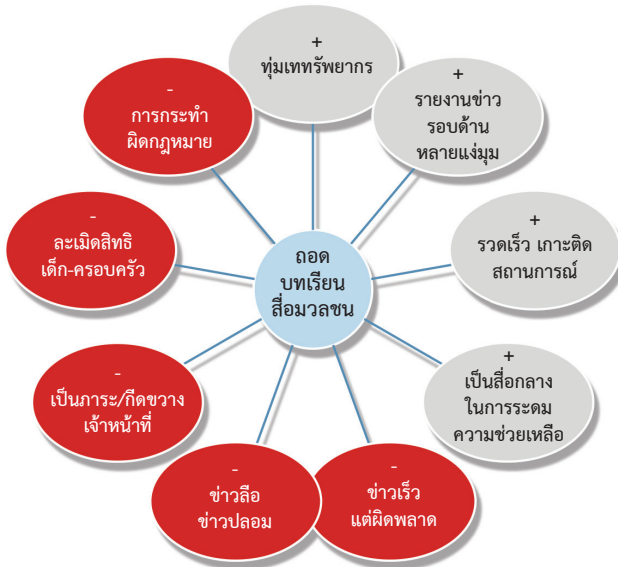 +
ทุ่มเททรัพยากร
+
รายงานข่าว
รอบด้าน
หลายแง่มุม
+
รวดเร็ว เกาะติด
สถานการณ์
+
เป็นสื่อกลาง
ในการระดม
ความช่วยเหลือ
-
ข่าวเร็ว
แต่ผิดพลาด
-
ข่าวลือ
ข่าวปลอม
-
เป็นภาระ/กีดขวาง
เจ้าหน้าที่
-
ละเมิดสิทธิ
เด็ก-ครอบครัว
-
การกระทำ
ผิดกฎหมาย
ถอด
บทเรียน
สื่อมวลชน